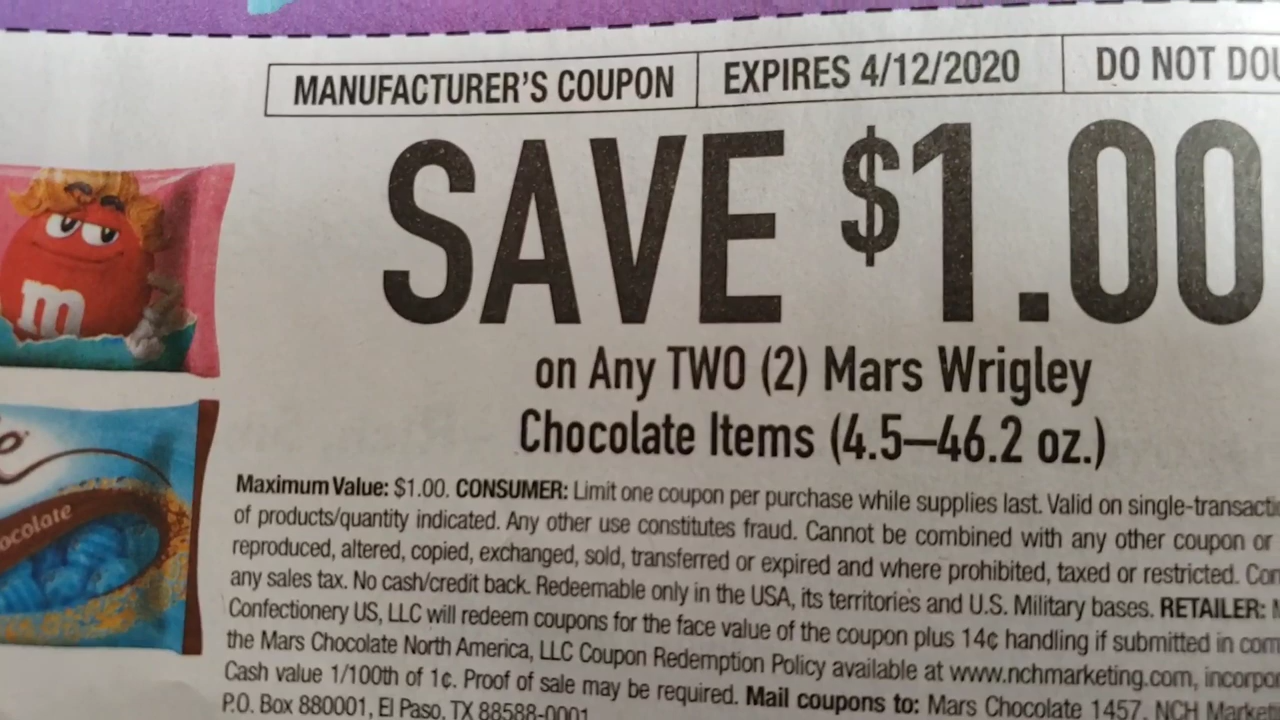 MANUFACTURER'S COUPON EXPIRES 4/12/2020 DO NOT
SAVE $1.00
on Any TWO (2) Mars Wrigley
Chocolate Items (4.5–46.2 oz.)
m
Maximum Value: $1.00. CONSUMER: Limit one coupon per purchase while supplies last. Valid on
of products/quantity indicated. Any other use constitutes fraud. Cannot be combined with any other coupon or
reproduced, altered, copied, exchanged, sold, transferred or expired and where prohibited, taxed or restricted.
any sales tax. No cash/credit back. Redeemable only in the USA, its territories and U.S. Military bases. RETAILER:
Confectionery US, LLC will redeem coupons for the face value of the coupon plus 14¢ handling if submitted in
the Mars Chocolate North America, LLC Coupon Redemption Policy available at www.nchmarketing.com,
Cash value 1/100th of 1¢. Proof of sale may be required. Mail coupons to: Mars Chocolate 1457, NCH
P.O. Box 880001, El Paso, TX 88588-0001